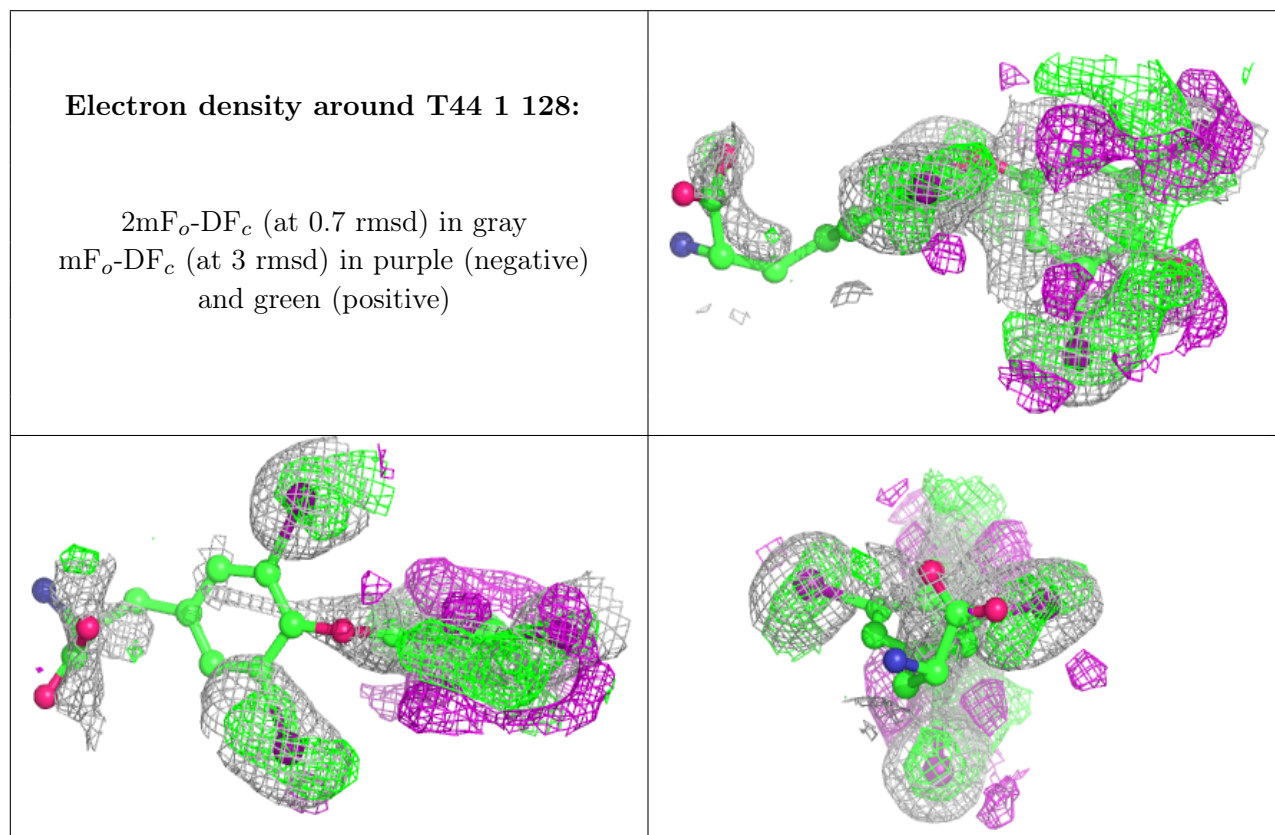 Electron density around T44 1 128:
2mFo-DFc (at 0.7 rmsd) in gray
mFo-DFc (at 3 rmsd) in purple (negative)
and green (positive)